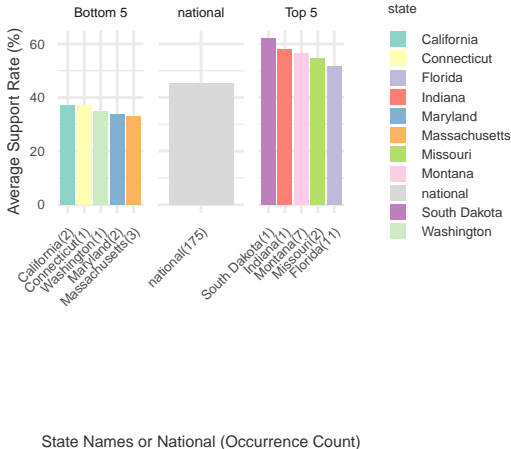 Bottom 5
national
Top 5
Average Support Rate (%)
60
40
20
0
California(2)
Connecticut(1)
Washington(1)
Maryland(2)
Massachusetts(3)
national(175)
South Dakota(1)
Indiana(1)
Montana(7)
Missouri(2)
Florida(11)
State Names or National (Occurrence Count)
state
California
Connecticut
Florida
Indiana
Maryland
Massachusetts
Missouri
Montana
national
South Dakota
Washington